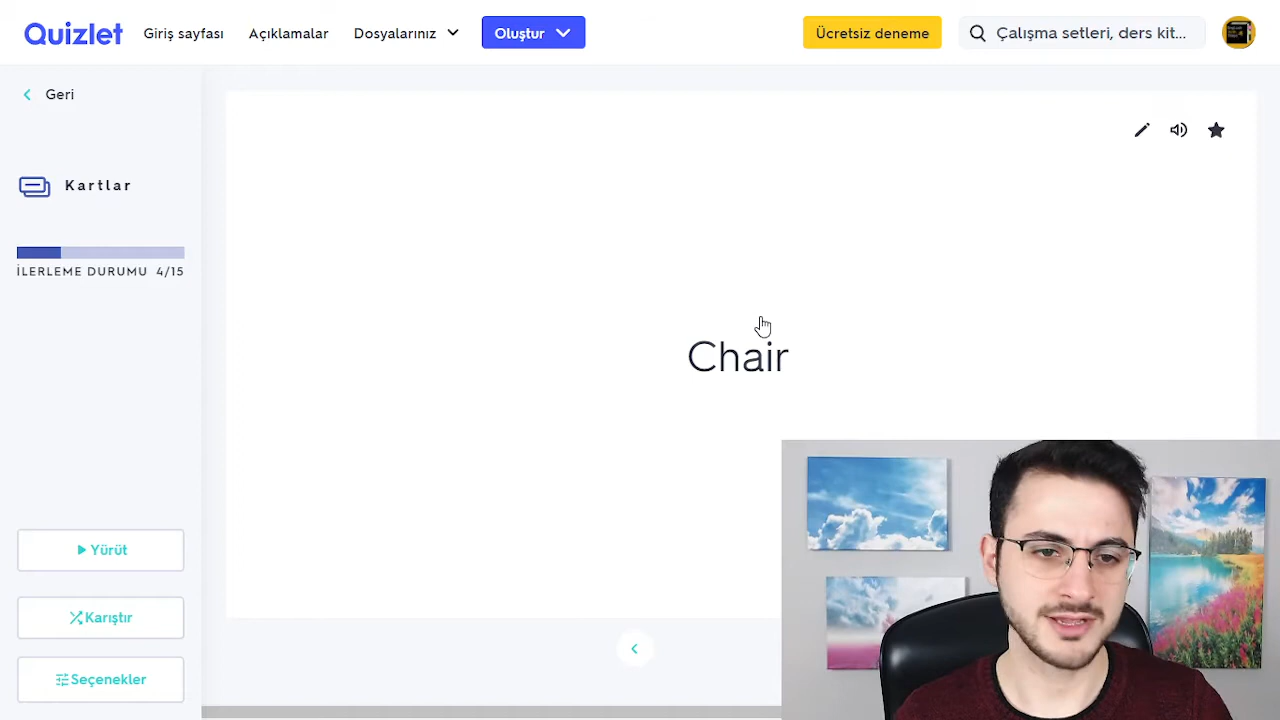 Quizlet
Giriş sayfası
Açıklamalar
Dosyalarınız
Oluştur
Ücretsiz deneme
Çalışma setleri, ders kit...
Geri
Kartlar
İLERLEME DURUMU 4/15
Chair
Yürüt
Karıştır
Seçenekler